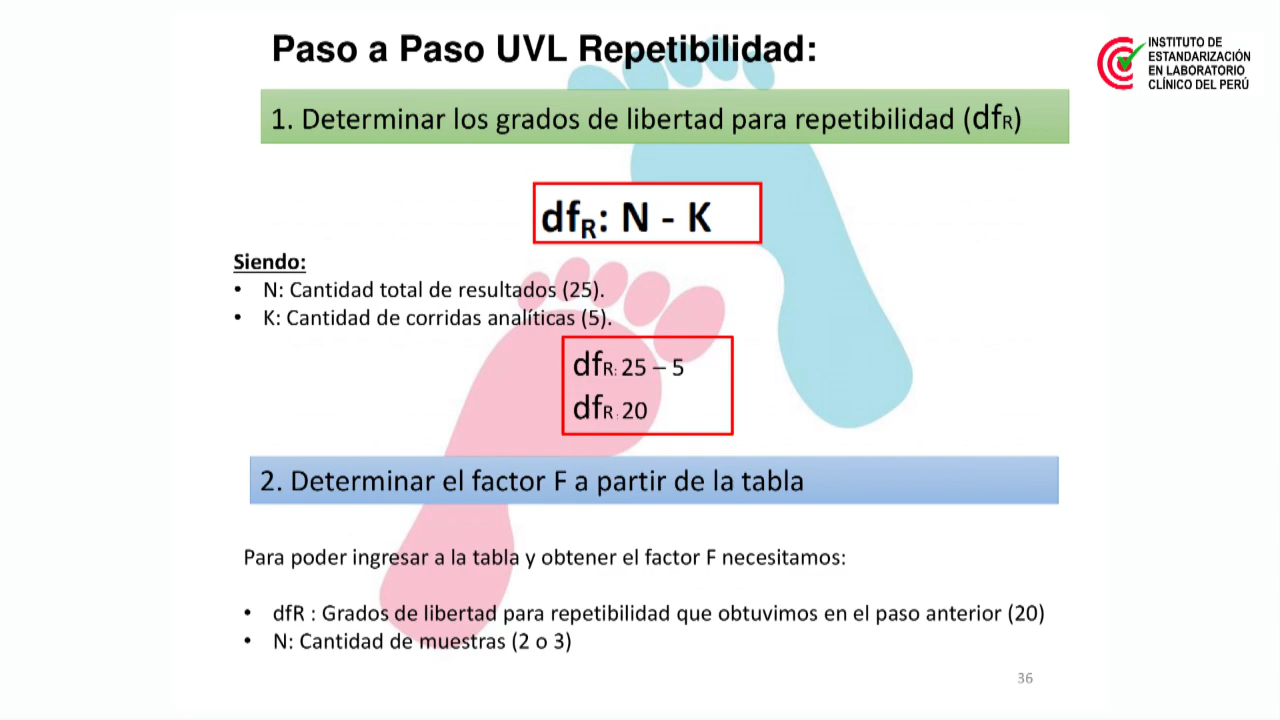 Paso a Paso UVL Repetibilidad:
INSTITUTO DE
ESTANDARIZACIÓN
EN LABORATORIO
CLÍNICO DEL PERÚ
1. Determinar los grados de libertad para repetibilidad (dfR)
dfR: N - K
Siendo:
• N: Cantidad total de resultados (25).
• K: Cantidad de corridas analíticas (5).
dfR: 25 – 5
dfR: 20
2. Determinar el factor F a partir de la tabla
Para poder ingresar a la tabla y obtener el factor F necesitamos:
• dfR : Grados de libertad para repetibilidad que obtuvimos en el paso anterior (20)
• N: Cantidad de muestras (2 o 3)
36